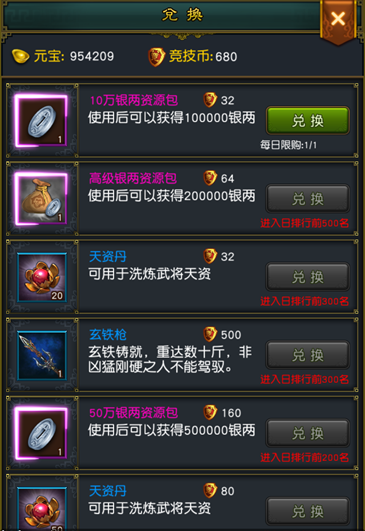 兑换
元宝: 954209 竞技币: 680
10万银两资源包 32
使用后可以获得100000银两
1
兑换
每日限购:1/1
高级银两资源包 64
使用后可以获得200000银两
1
兑换
进入日排行前500名
天资丹 32
可用于洗炼武将天资
20
兑换
进入日排行前300名
玄铁枪 500
玄铁铸就，重达数十斤，非
凶猛刚硬之人不能驾驭。
1
兑换
进入日排行前300名
50万银两资源包 160
使用后可以获得500000银两
1
兑换
进入日排行前200名
天资丹 80
可用于洗炼武将天资
50
兑换